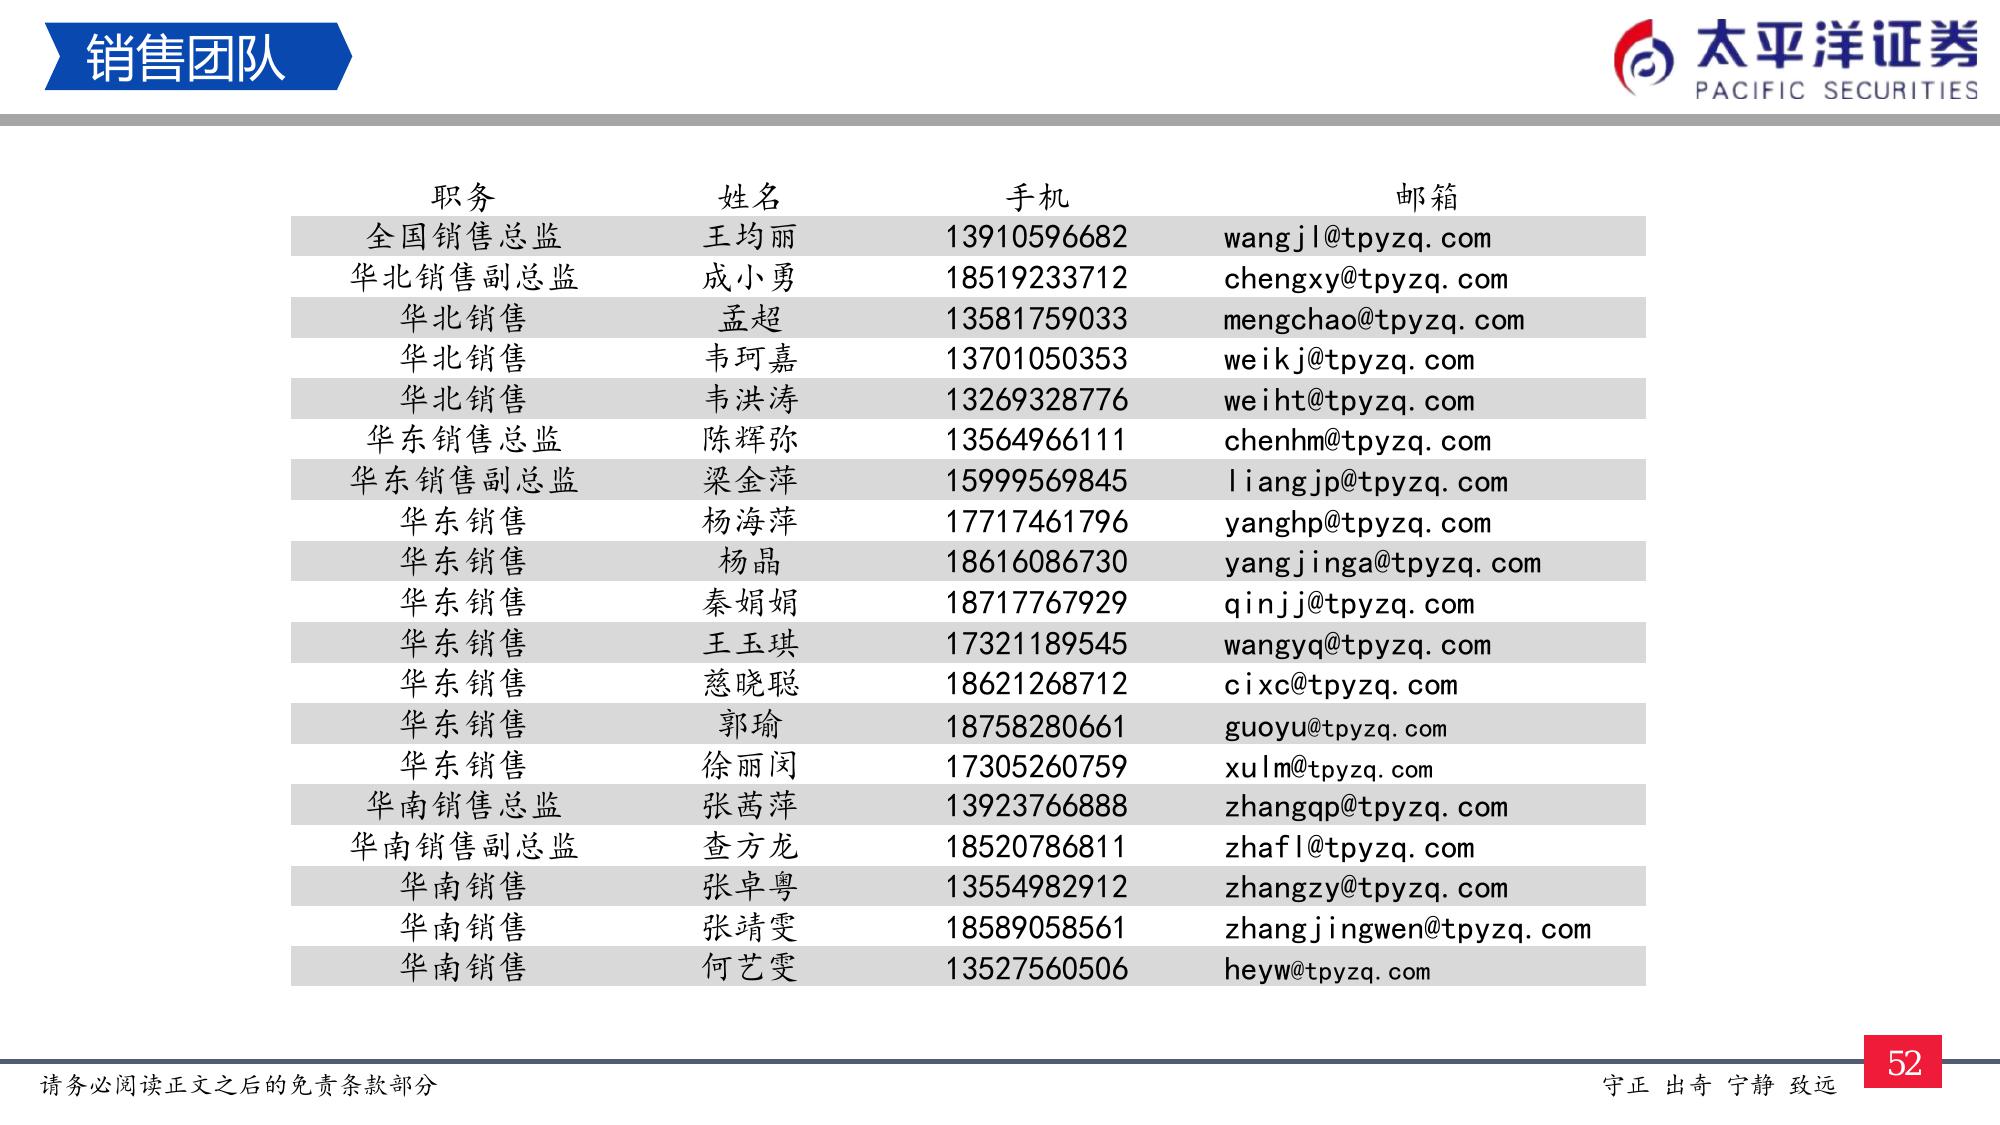 销售团队
太平洋证券
PACIFIC SECURITIES
职务 姓名 手机 邮箱
全国销售总监 王均丽 13910596682 wangjl@tpyzq.com
华北销售副总监 成小勇 18519233712 chengxy@tpyzq.com
华北销售 孟超 13581759033 mengchao@tpyzq.com
华北销售 韦珂嘉 13701050353 weikj@tpyzq.com
华北销售 韦洪涛 13269328776 weiht@tpyzq.com
华东销售总监 陈辉弥 13564966111 chenhm@tpyzq.com
华东销售副总监 梁金萍 15999569845 liangjp@tpyzq.com
华东销售 杨海萍 17717461796 yanghp@tpyzq.com
华东销售 杨晶 18616086730 yangjinga@tpyzq.com
华东销售 秦娟娟 18717767929 qinjj@tpyzq.com
华东销售 王玉琪 17321189545 wangyq@tpyzq.com
华东销售 慈晓聪 18621268712 cixc@tpyzq.com
华东销售 郭瑜 18758280661 guoyu@tpyzq.com
华东销售 徐丽闵 17305260759 xulm@tpyzq.com
华南销售总监 张茜萍 13923766888 zhangqp@tpyzq.com
华南销售副总监 查方龙 18520786811 zhafl@tpyzq.com
华南销售 张卓粤 13554982912 zhangzy@tpyzq.com
华南销售 张靖雯 18589058561 zhangjingwen@tpyzq.com
华南销售 何艺雯 13527560506 heyw@tpyzq.com
请务必阅读正文之后的免责条款部分
守正 出奇 宁静 致远
52